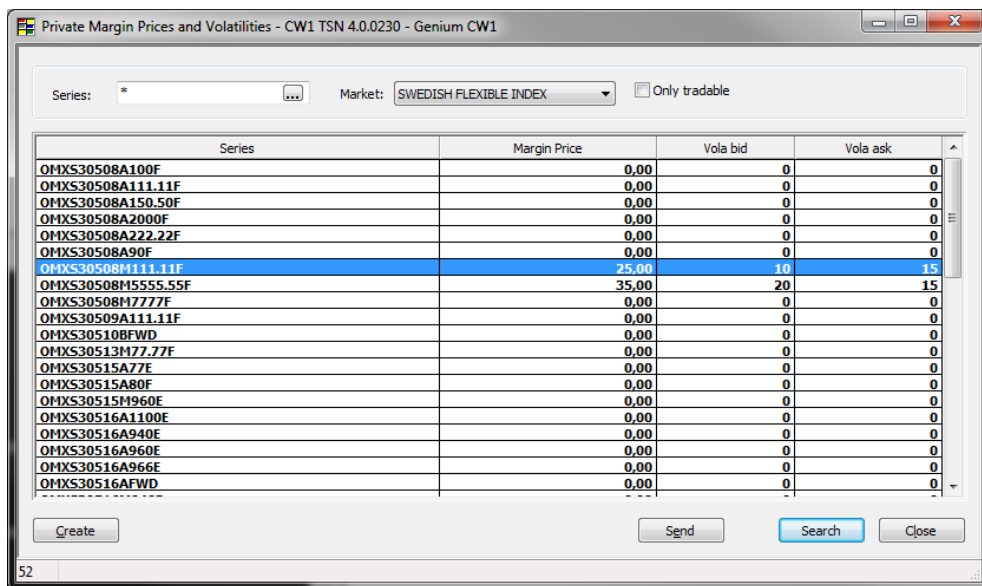 Private Margin Prices and Volatilities - CW1 TSN 4.0.0230 - Genium CW1
Series: * ... Market: SWEDISH FLEXIBLE INDEX Only tradable
Series Margin Price Vola bid Vola ask
OMXS30508A100F 0,00 0 0
OMXS30508A111.11F 0,00 0 0
OMXS30508A150.50F 0,00 0 0
OMXS30508A2000F 0,00 0 0
OMXS30508A222.22F 0,00 0 0
OMXS30508A90F 0,00 0 0
OMXS30508M111.11F 25,00 10 15
OMXS30508M5555.55F 35,00 20 15
OMXS30508M7777F 0,00 0 0
OMXS30509A111.11F 0,00 0 0
OMXS30510BFWD 0,00 0 0
OMXS30513M77.77F 0,00 0 0
OMXS30515A77E 0,00 0 0
OMXS30515A80F 0,00 0 0
OMXS30515M960E 0,00 0 0
OMXS30516A1100E 0,00 0 0
OMXS30516A940E 0,00 0 0
OMXS30516A960E 0,00 0 0
OMXS30516A966E 0,00 0 0
OMXS30516AFWD 0,00 0 0
Create Send Search Close
52